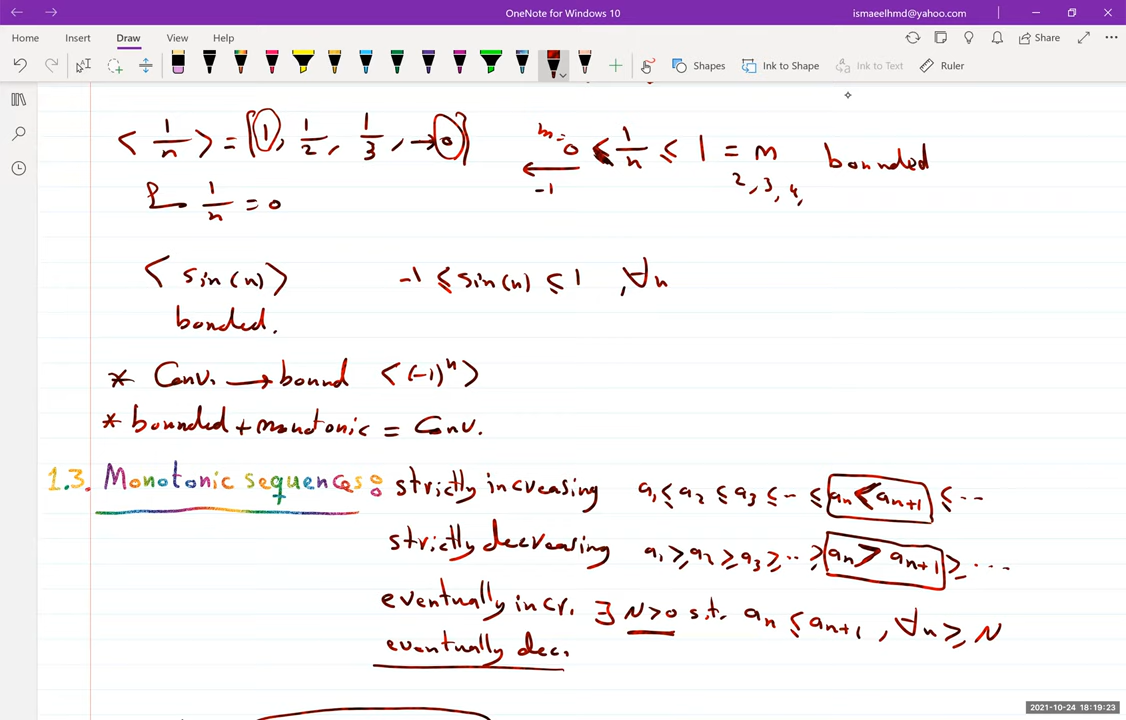 OneNote for Windows 10
ismaeelhmd@yahoo.com
Home Insert Draw View Help
Share
Shapes Ink to Shape Ink to Text Ruler
< 1/n > = {1, 1/2, 1/3, → 0}
m = 0 < 1/n ≤ 1 = m bounded
-1
2, 3, 4,
1/n = 0
< sin(n) > -1 ≤ sin(n) ≤ 1 , ∀n
bonded.
* Conv. → bound < (-1)^n >
* bounded + monotonic = Conv.
1.3. Monotonic sequences: strictly increasing a1 ≤ a2 ≤ a3 ≤ ... ≤ an < an+1 ≤ ...
strictly decreasing a1 ≥ a2 ≥ a3 ≥ ... ≥ an > an+1 ≥ ...
eventually incr. ∃ N>0 s.t. an ≤ an+1 , ∀n ≥ N
eventually dec.
2021-10-24 18:19:23